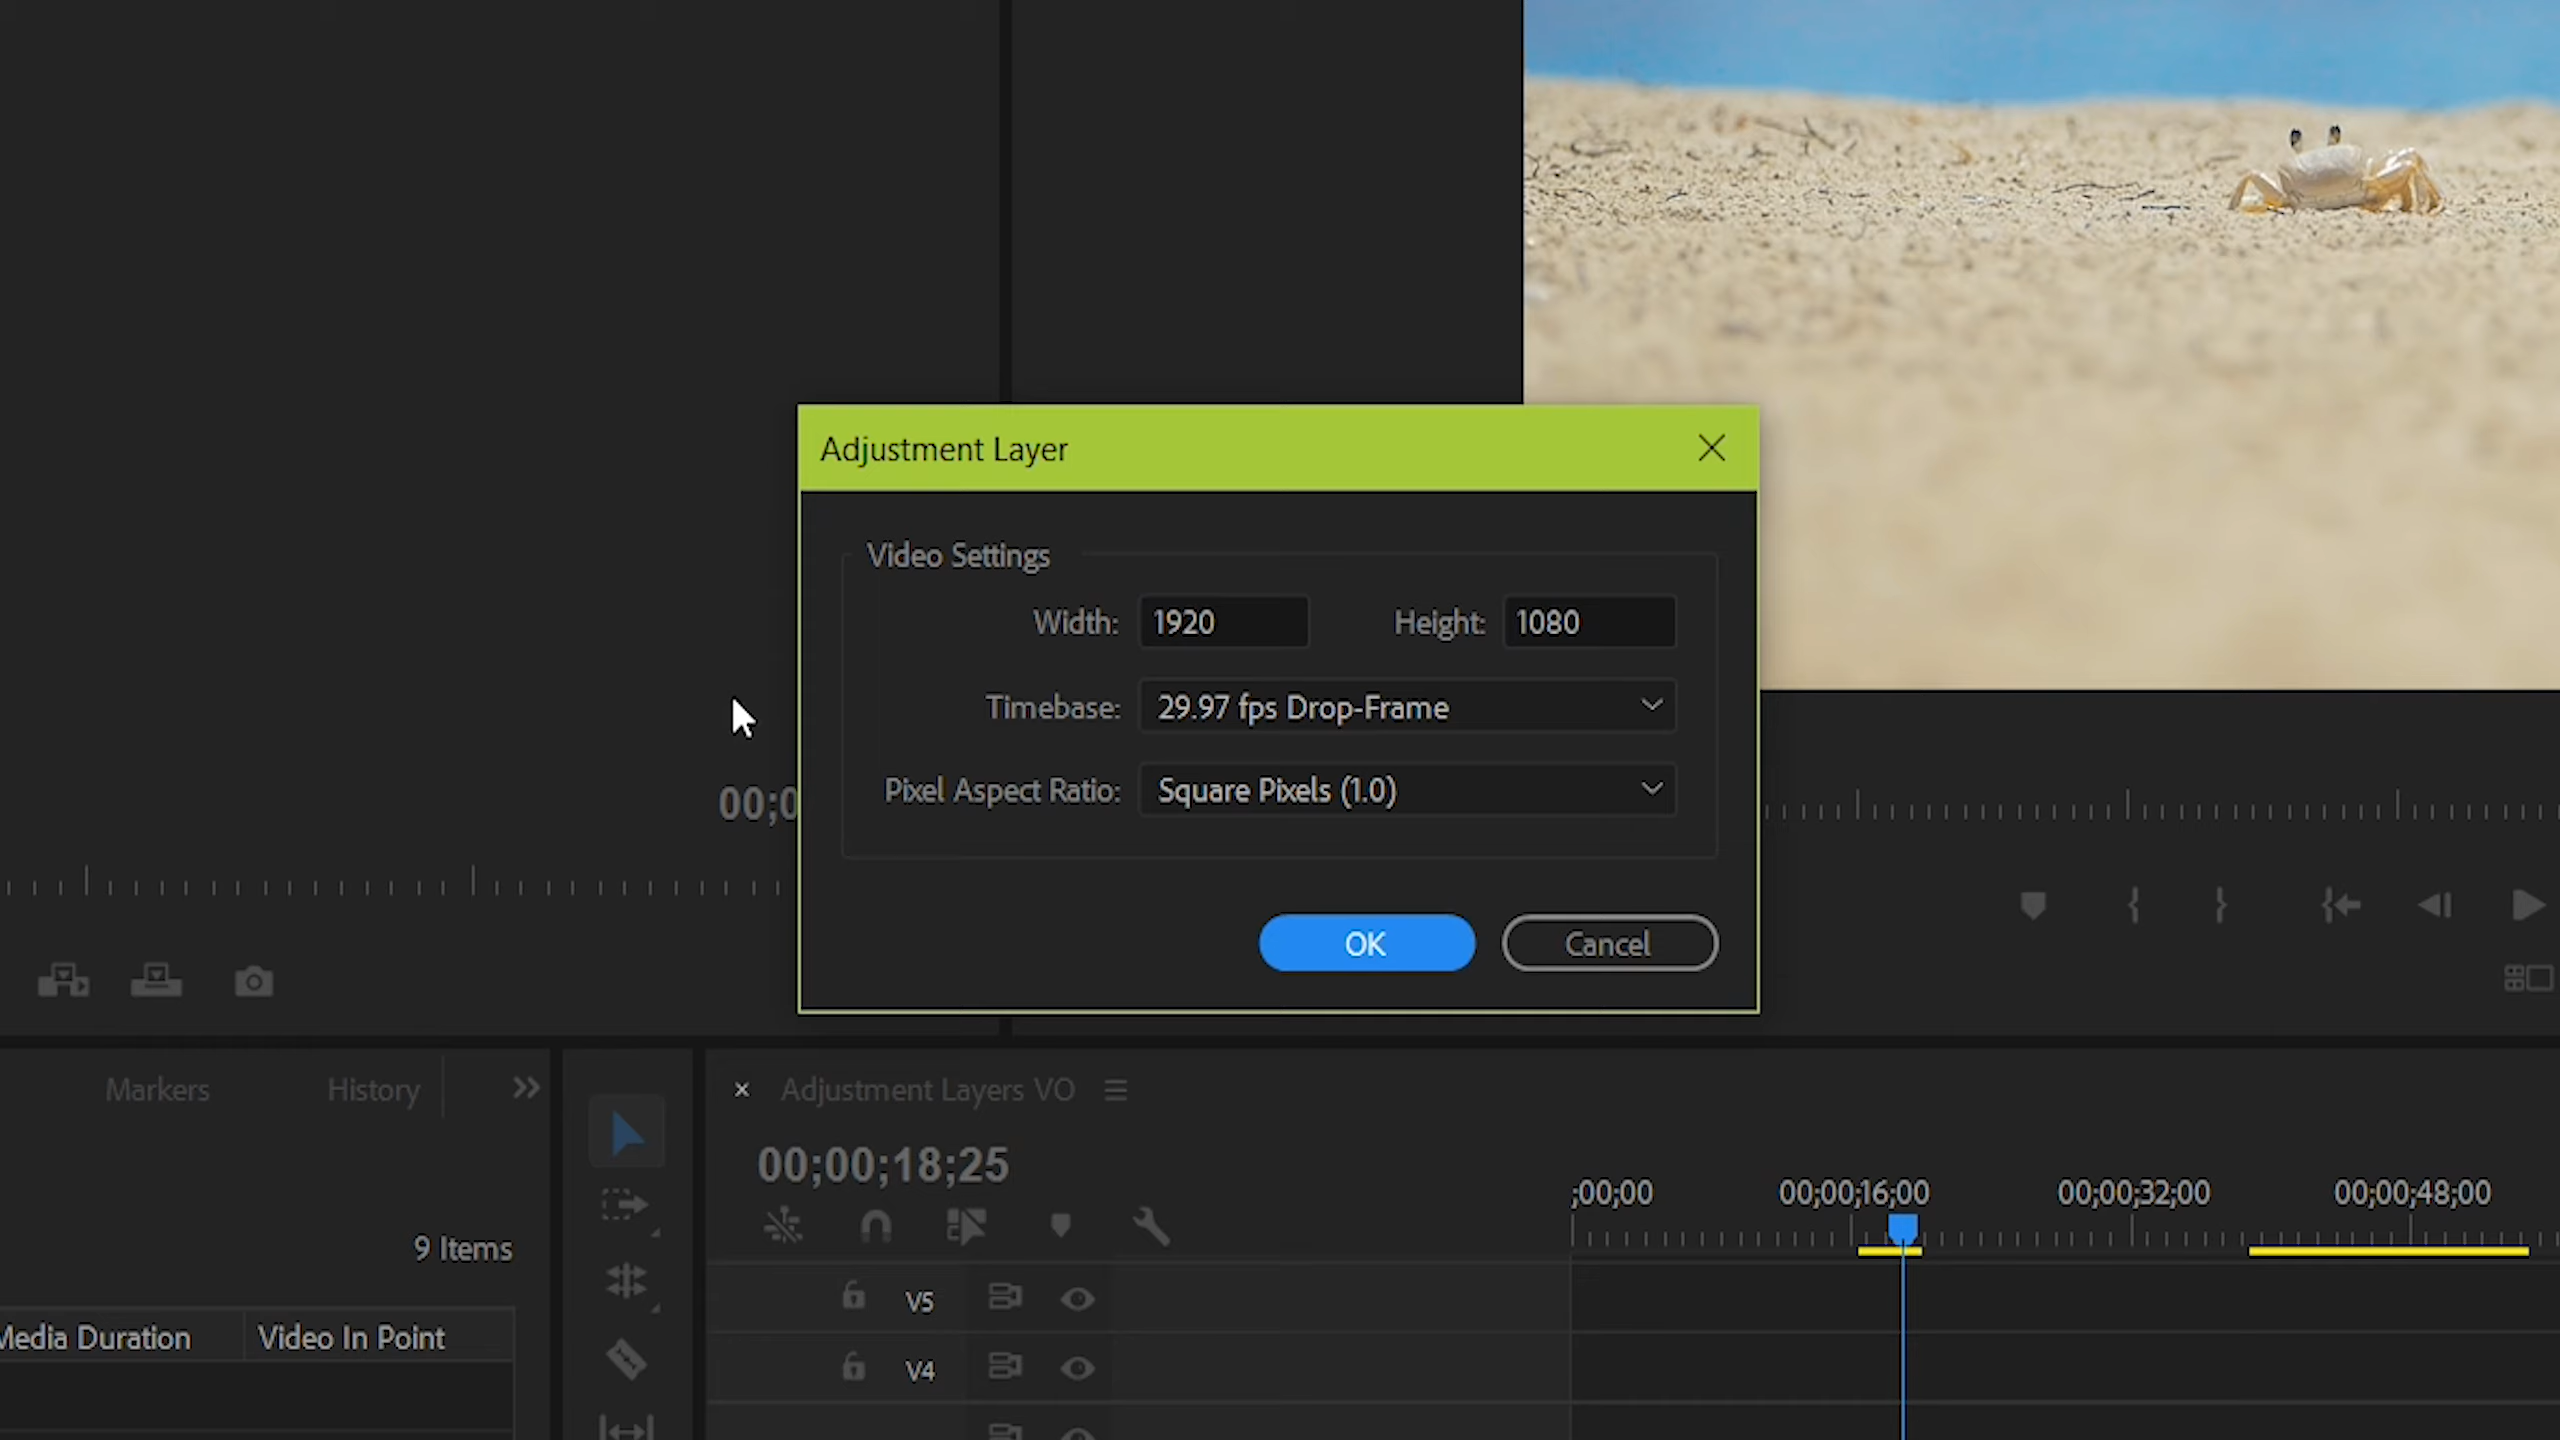 Adjustment Layer
Video Settings
Width: 1920 Height: 1080
Timebase: 29.97 fps Drop-Frame
Pixel Aspect Ratio: Square Pixels (1.0)
00;0
OK Cancel
Markers History
× Adjustment Layers VO
00;00;18;25
;00;00 00;00;16;00 00;00;32;00 00;00;48;00
9 Items
V5
Media Duration Video In Point
V4